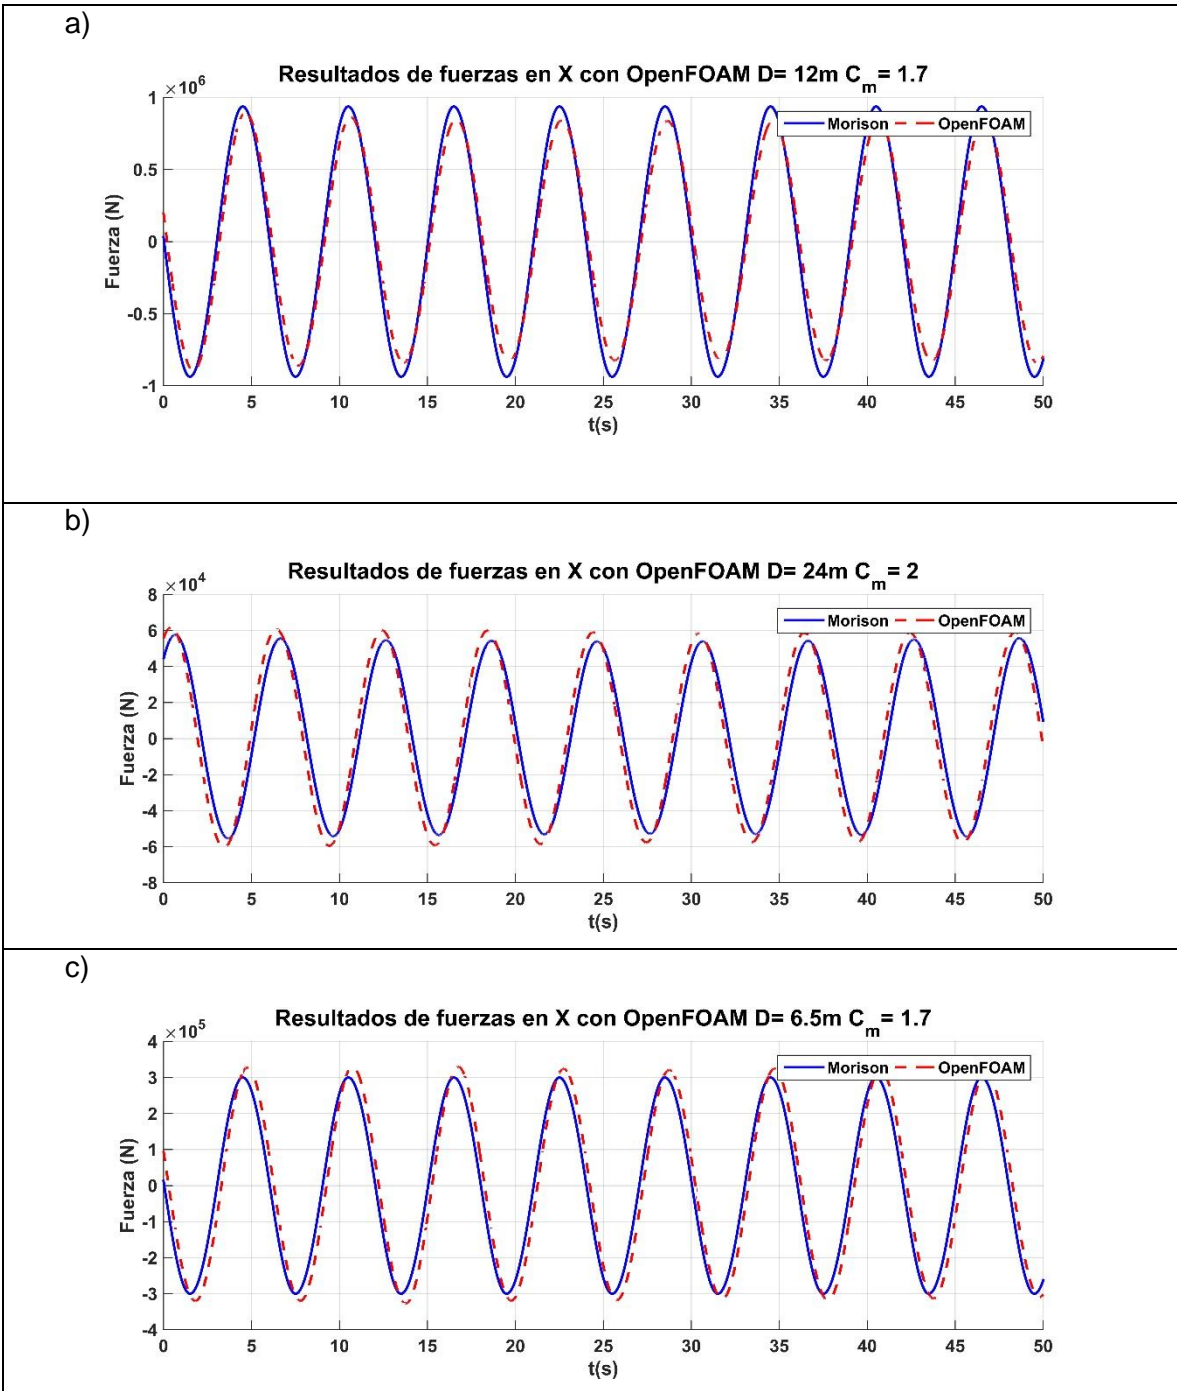 a)
Resultados de fuerzas en X con OpenFOAM D= 12m C_m= 1.7
×10^6
Morison OpenFOAM
1
0.5
0
-0.5
-1
Fuerza (N)
0 5 10 15 20 25 30 35 40 45 50
t(s)
b)
Resultados de fuerzas en X con OpenFOAM D= 24m C_m= 2
×10^4
Morison OpenFOAM
8
6
4
2
0
-2
-4
-6
-8
Fuerza (N)
0 5 10 15 20 25 30 35 40 45 50
t(s)
c)
Resultados de fuerzas en X con OpenFOAM D= 6.5m C_m= 1.7
×10^5
Morison OpenFOAM
4
3
2
1
0
-1
-2
-3
-4
Fuerza (N)
0 5 10 15 20 25 30 35 40 45 50
t(s)